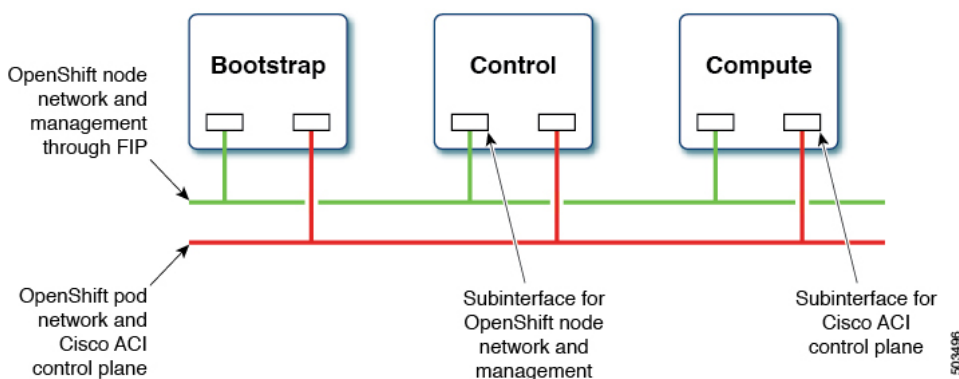 Bootstrap
Control
Compute
OpenShift node
network and
management
through FIP
OpenShift pod
network and
Cisco ACI
control plane
Subinterface for
OpenShift node
network and
management
Subinterface for
Cisco ACI
control plane
503496